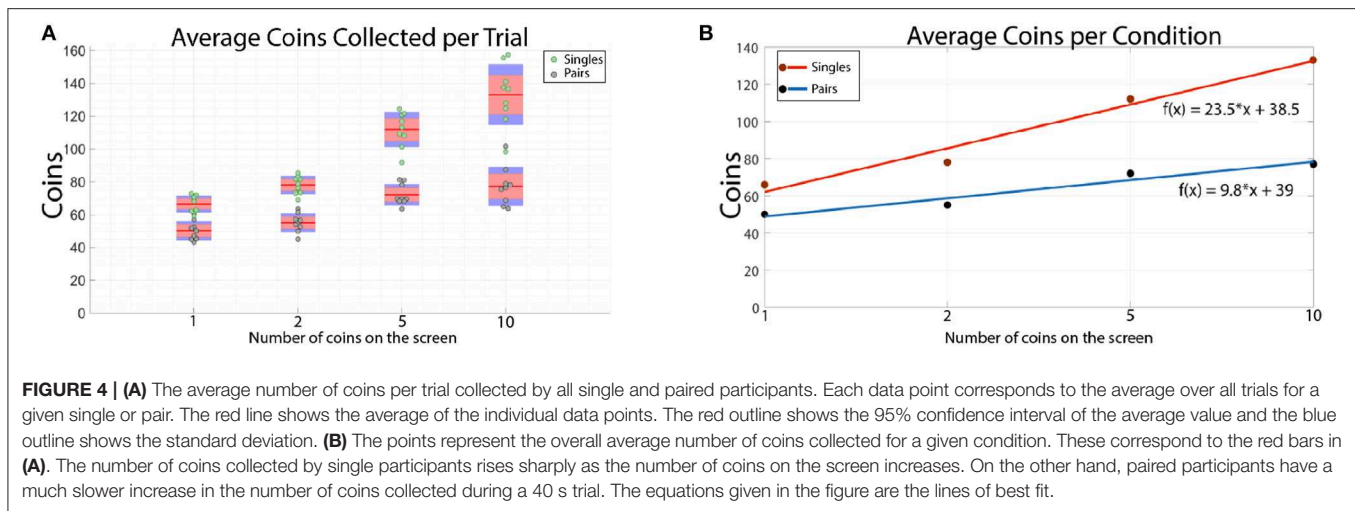 A
Average Coins Collected per Trial
160
140
120
100
80
60
40
20
0
Coins
Singles
Pairs
1
2
5
10
Number of coins on the screen
B
Average Coins per Condition
140
120
100
80
60
40
20
0
Coins
Singles
Pairs
f(x) = 23.5*x + 38.5
f(x) = 9.8*x + 39
1
2
5
10
Number of coins on the screen
FIGURE 4 | (A) The average number of coins per trial collected by all single and paired participants. Each data point corresponds to the average over all trials for a
given single or pair. The red line shows the average of the individual data points. The red outline shows the 95% confidence interval of the average value and the blue
outline shows the standard deviation. (B) The points represent the overall average number of coins collected for a given condition. These correspond to the red bars in
(A). The number of coins collected by single participants rises sharply as the number of coins on the screen increases. On the other hand, paired participants have a
much slower increase in the number of coins collected during a 40 s trial. The equations given in the figure are the lines of best fit.